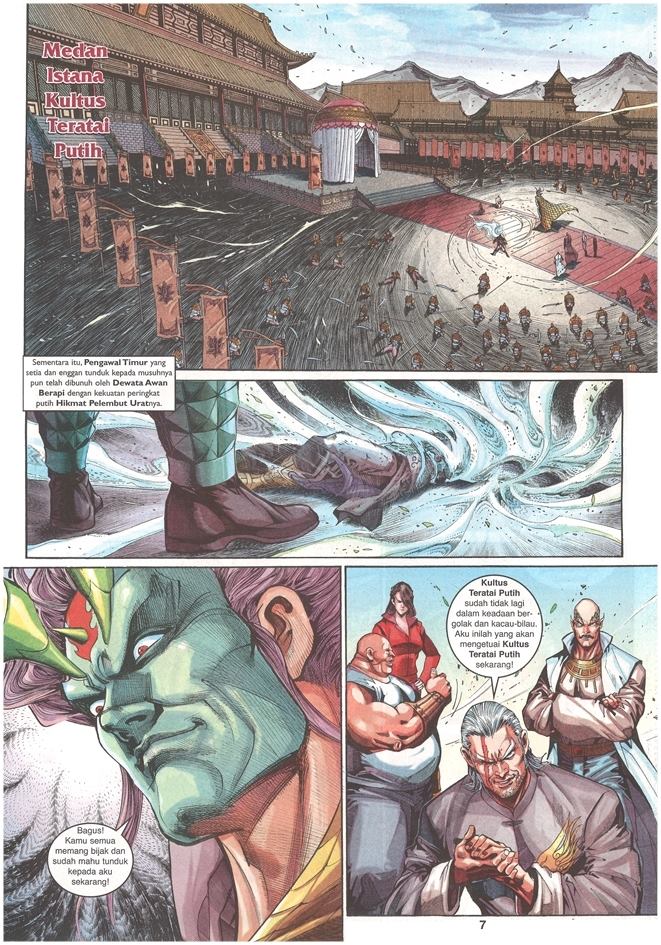 Medan
Istana
Kultus
Teratai
Putih
Sementara itu, Pengawal Timur yang
setia dan enggan tunduk kepada musuhnya
pun telah dibunuh oleh Dewata Awan
Berapi dengan kekuatan peringkat
putih Hikmat Pelembut Uratnya.
Kultus
Teratai Putih
sudah tidak lagi
dalam keadaan ber-
golak dan kacau-bilau.
Aku inilah yang akan
mengetuai Kultus
Teratai Putih
sekarang!
Bagus!
Kamu semua
memang bijak dan
sudah mahu tunduk
kepada aku
sekarang!
7